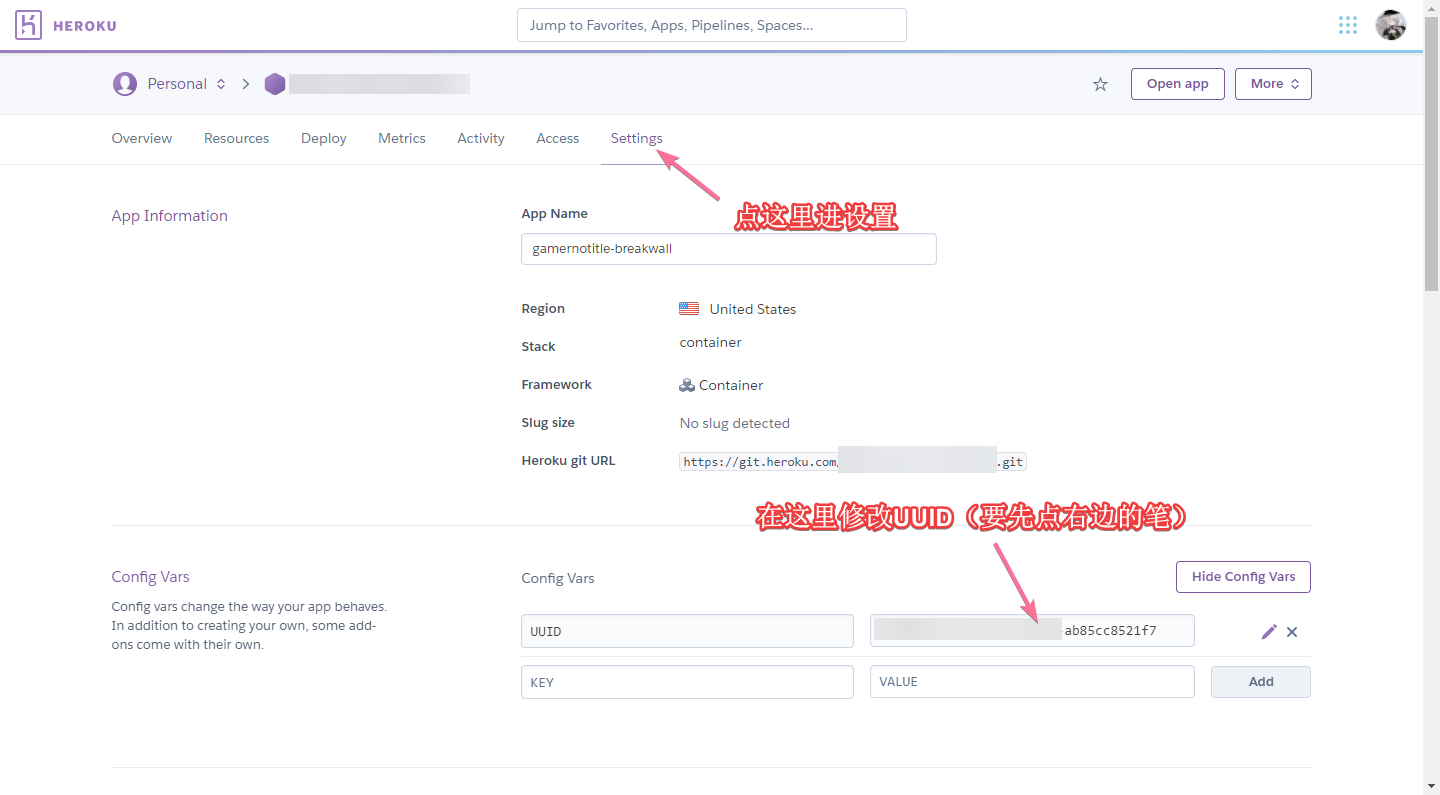 HEROKU
Jump to Favorites, Apps, Pipelines, Spaces...
Personal
Open app
More
Overview
Resources
Deploy
Metrics
Activity
Access
Settings
点这里进设置
App Information
App Name
gamernotitle-breakwall
Region
United States
Stack
container
Framework
Container
Slug size
No slug detected
Heroku git URL
https://git.heroku.com/
.git
在这里修改UUID（要先点右边的笔）
Config Vars
Config vars change the way your app behaves.
In addition to creating your own, some add-
ons come with their own.
Config Vars
Hide Config Vars
UUID
-ab85cc8521f7
KEY
VALUE
Add